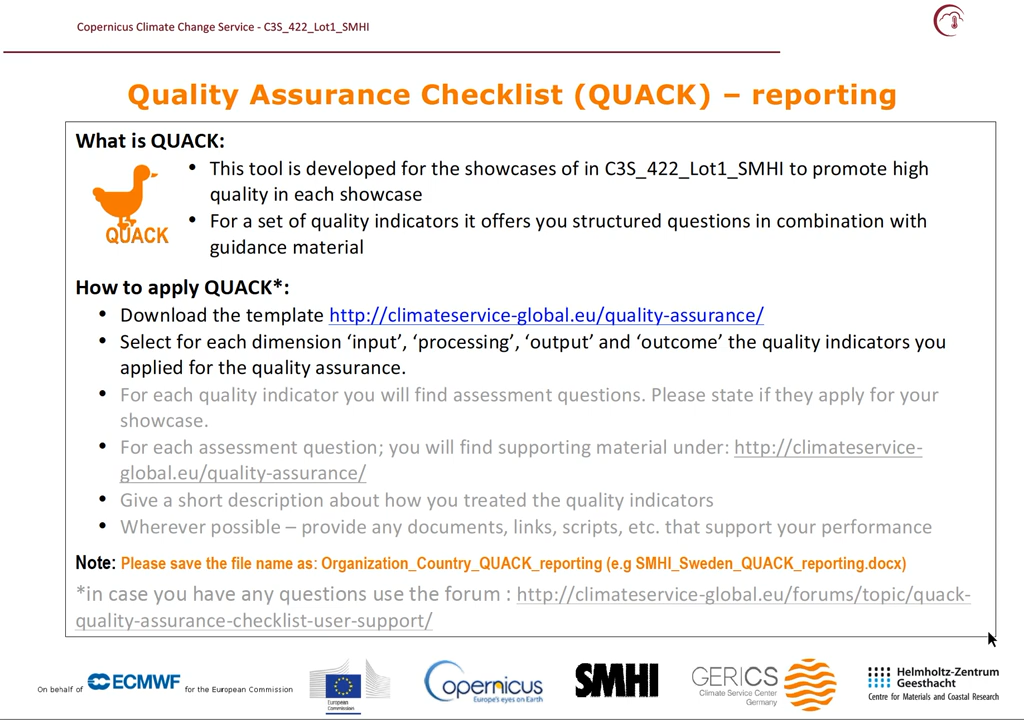 Copernicus Climate Change Service - C3S_422_Lot1_SMHI
Quality Assurance Checklist (QUACK) – reporting
What is QUACK:
• This tool is developed for the showcases of in C3S_422_Lot1_SMHI to promote high
quality in each showcase
• For a set of quality indicators it offers you structured questions in combination with
guidance material
QUACK
How to apply QUACK*:
• Download the template http://climateservice-global.eu/quality-assurance/
• Select for each dimension ‘input’, ‘processing’, ‘output’ and ‘outcome’ the quality indicators you
applied for the quality assurance.
• For each quality indicator you will find assessment questions. Please state if they apply for your
showcase.
• For each assessment question; you will find supporting material under: http://climateservice-
global.eu/quality-assurance/
• Give a short description about how you treated the quality indicators
• Wherever possible – provide any documents, links, scripts, etc. that support your performance
Note: Please save the file name as: Organization_Country_QUACK_reporting (e.g SMHI_Sweden_QUACK_reporting.docx)
*in case you have any questions use the forum : http://climateservice-global.eu/forums/topic/quack-
quality-assurance-checklist-user-support/
On behalf of ECMWF for the European Commission
European
Commission
Copernicus
Europe's eyes on Earth
SMHI
GERICS
Climate Service Center
Germany
Helmholtz-Zentrum
Geesthacht
Centre for Materials and Coastal Research